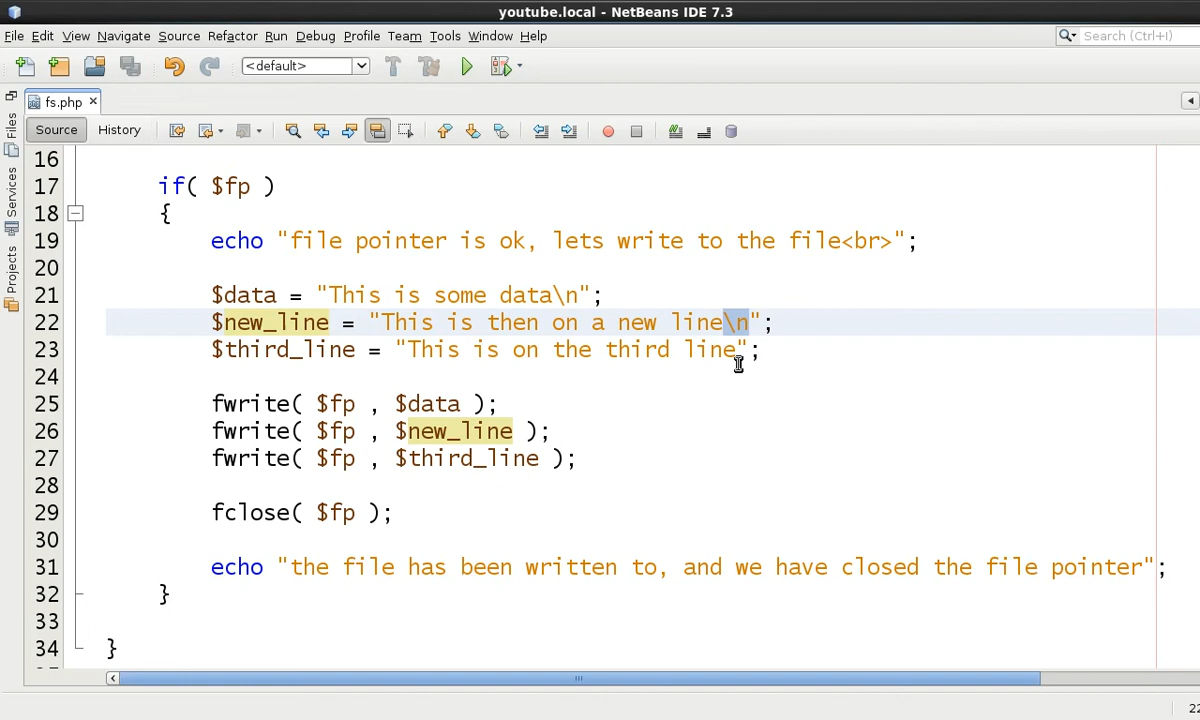 youtube.local - NetBeans IDE 7.3
File Edit View Navigate Source Refactor Run Debug Profile Team Tools Window Help
Search (Ctrl+I)
<default>
fs.php
Source History
Files
Services
Projects
16
17 if( $fp )
18 {
19 echo "file pointer is ok, lets write to the file<br>";
20
21 $data = "This is some data\n";
22 $new_line = "This is then on a new line\n";
23 $third_line = "This is on the third line";
24
25 fwrite( $fp , $data );
26 fwrite( $fp , $new_line );
27 fwrite( $fp , $third_line );
28
29 fclose( $fp );
30
31 echo "the file has been written to, and we have closed the file pointer";
32 }
33
34 }
22